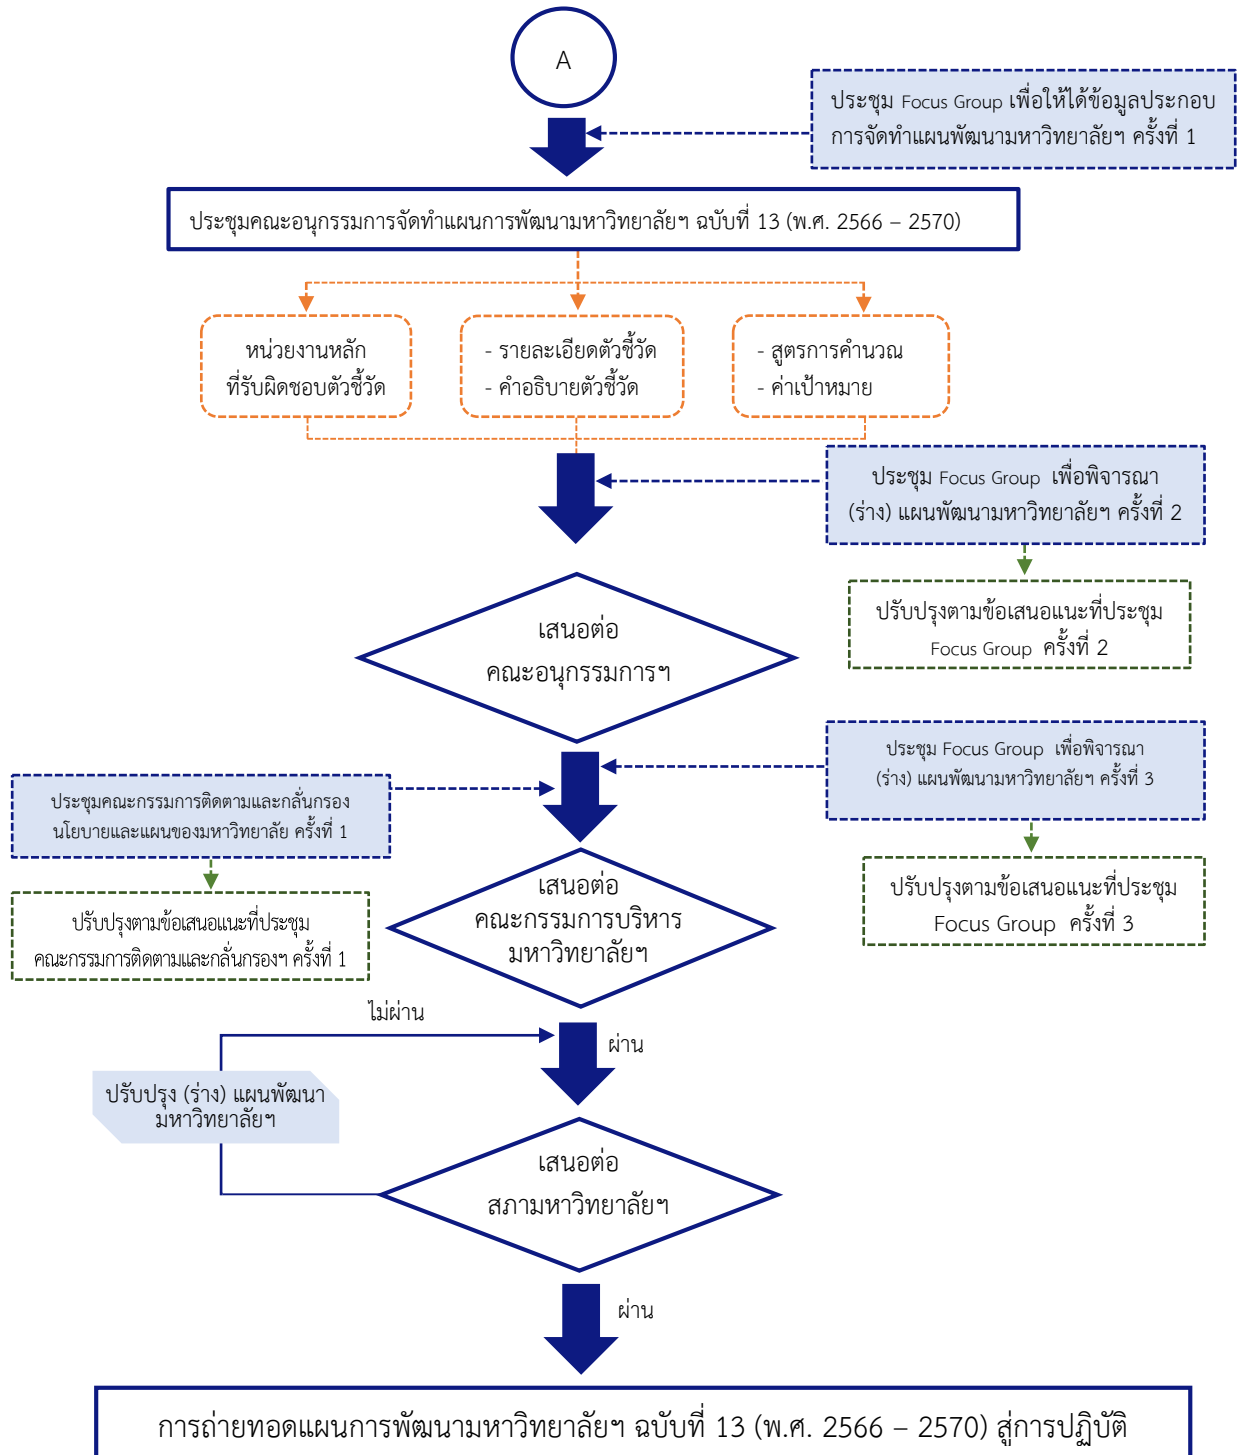 A
ประชุม Focus Group เพื่อให้ได้ข้อมูลประกอบ
การจัดทำแผนพัฒนามหาวิทยาลัยฯ ครั้งที่ 1
ประชุมคณะอนุกรรมการจัดทำแผนการพัฒนามหาวิทยาลัยฯ ฉบับที่ 13 (พ.ศ. 2566 – 2570)
หน่วยงานหลัก
ที่รับผิดชอบตัวชี้วัด
- รายละเอียดตัวชี้วัด
- คำอธิบายตัวชี้วัด
- สูตรการคำนวณ
- ค่าเป้าหมาย
ประชุม Focus Group เพื่อพิจารณา
(ร่าง) แผนพัฒนามหาวิทยาลัยฯ ครั้งที่ 2
ปรับปรุงตามข้อเสนอแนะที่ประชุม
Focus Group ครั้งที่ 2
เสนอต่อ
คณะอนุกรรมการฯ
ประชุม Focus Group เพื่อพิจารณา
(ร่าง) แผนพัฒนามหาวิทยาลัยฯ ครั้งที่ 3
ประชุมคณะกรรมการติดตามและกลั่นกรอง
นโยบายและแผนของมหาวิทยาลัย ครั้งที่ 1
ปรับปรุงตามข้อเสนอแนะที่ประชุม
Focus Group ครั้งที่ 3
ปรับปรุงตามข้อเสนอแนะที่ประชุม
คณะกรรมการติดตามและกลั่นกรองฯ ครั้งที่ 1
เสนอต่อ
คณะกรรมการบริหาร
มหาวิทยาลัยฯ
ไม่ผ่าน
ผ่าน
ปรับปรุง (ร่าง) แผนพัฒนา
มหาวิทยาลัยฯ
เสนอต่อ
สภามหาวิทยาลัยฯ
ผ่าน
การถ่ายทอดแผนการพัฒนามหาวิทยาลัยฯ ฉบับที่ 13 (พ.ศ. 2566 – 2570) สู่การปฏิบัติ